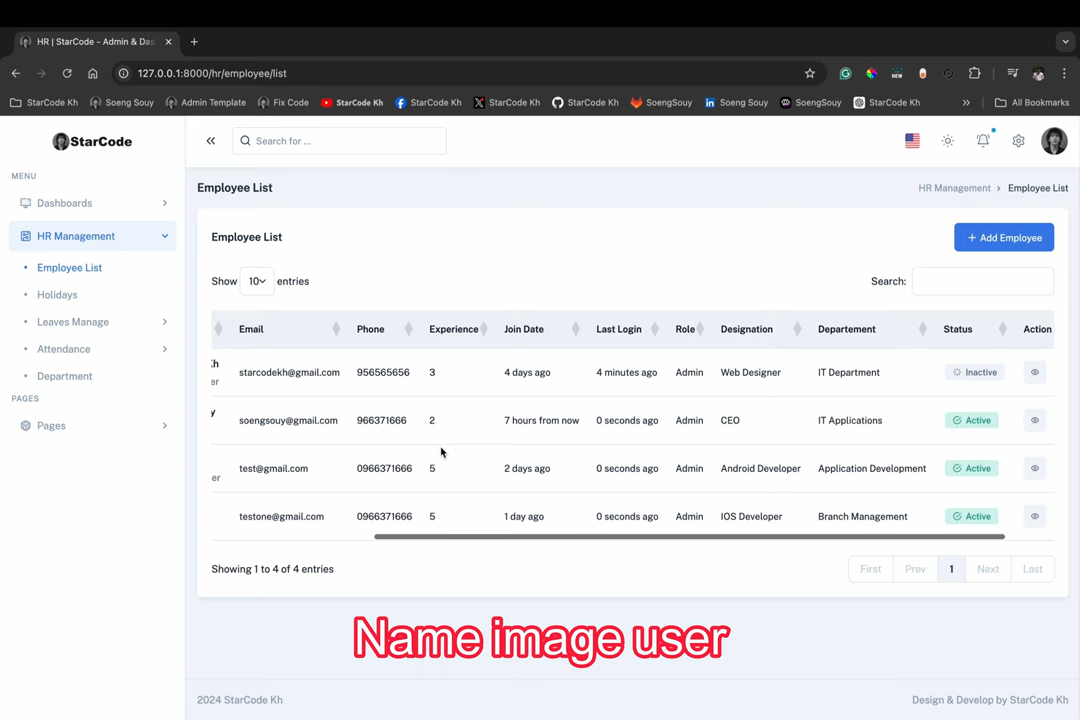 HR | StarCode - Admin & Das
127.0.0.1:8000/hr/employee/list
StarCode Kh
Soeng Souy
Admin Template
Fix Code
StarCode Kh
StarCode Kh
StarCode Kh
StarCode Kh
SoengSouy
Soeng Souy
SoengSouy
StarCode Kh
All Bookmarks
StarCode
Search for ...
MENU
Dashboards
HR Management
Employee List
Holidays
Leaves Manage
Attendance
Department
PAGES
Pages
Employee List
HR Management
Employee List
Employee List
+ Add Employee
Show 10 entries
Search:
Email Phone Experience Join Date Last Login Role Designation Departement Status Action
Kh
er
starcodekh@gmail.com 956565656 3 4 days ago 4 minutes ago Admin Web Designer IT Department Inactive
y
soengsouy@gmail.com 966371666 2 7 hours from now 0 seconds ago Admin CEO IT Applications Active
test@gmail.com 0966371666 5 2 days ago 0 seconds ago Admin Android Developer Application Development Active
er
testone@gmail.com 0966371666 5 1 day ago 0 seconds ago Admin IOS Developer Branch Management Active
Showing 1 to 4 of 4 entries
First Prev 1 Next Last
Name image user
2024 StarCode Kh
Design & Develop by StarCode Kh